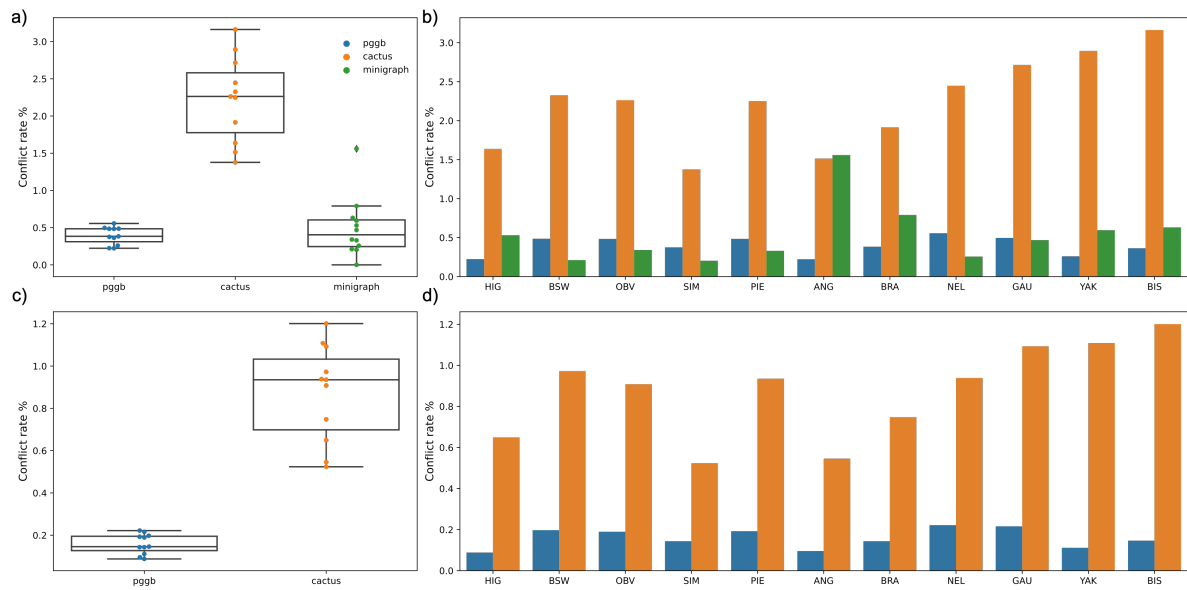 a)
Conflict rate %
3.0
2.5
2.0
1.5
1.0
0.5
0.0
pggb
cactus
minigraph
pggb
cactus
minigraph
b)
Conflict rate %
3.0
2.5
2.0
1.5
1.0
0.5
0.0
HIG BSW OBV SIM PIE ANG BRA NEL GAU YAK BIS
c)
Conflict rate %
1.2
1.0
0.8
0.6
0.4
0.2
pggb
cactus
d)
Conflict rate %
1.2
1.0
0.8
0.6
0.4
0.2
0.0
HIG BSW OBV SIM PIE ANG BRA NEL GAU YAK BIS